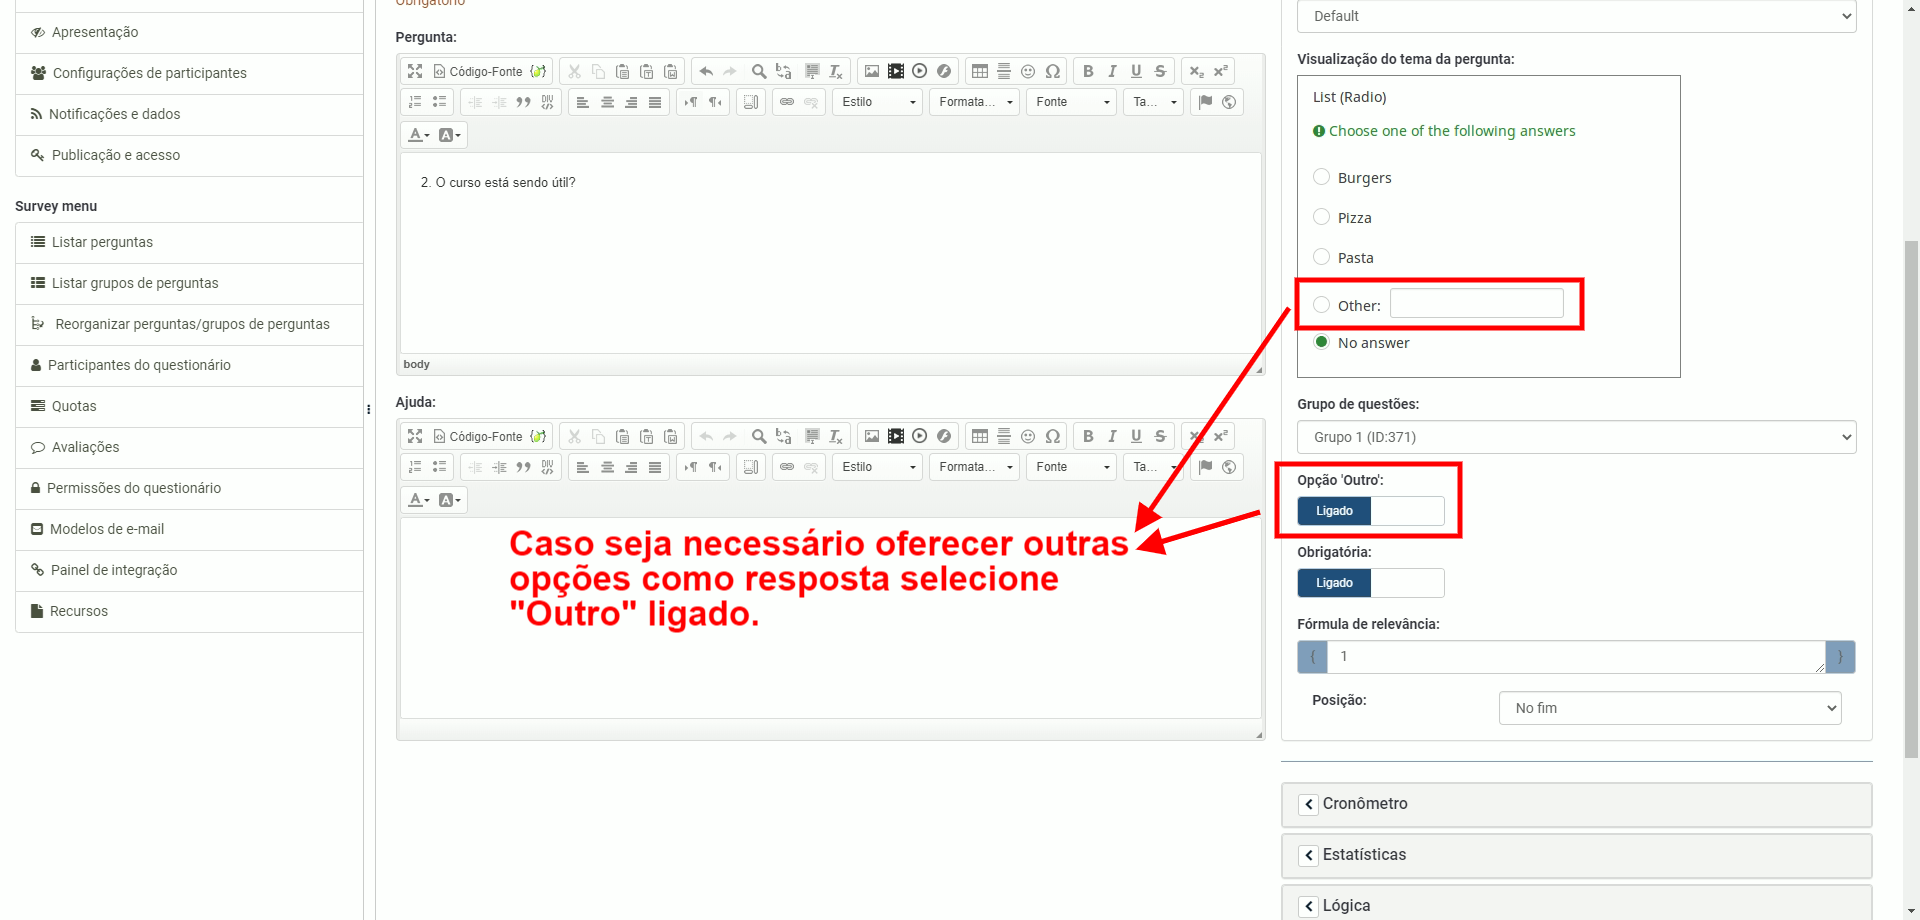 Apresentação
Configurações de participantes
Notificações e dados
Publicação e acesso
Survey menu
Listar perguntas
Listar grupos de perguntas
Reorganizar perguntas/grupos de perguntas
Participantes do questionário
Quotas
Avaliações
Permissões do questionário
Modelos de e-mail
Painel de integração
Recursos
Obrigatório
Pergunta:
Código-Fonte
Estilo
Formata...
Fonte
Ta...
2. O curso está sendo útil?
body
Ajuda:
Código-Fonte
Estilo
Formata...
Fonte
Ta...
Caso seja necessário oferecer outras
opções como resposta selecione
"Outro" ligado.
Default
Visualização do tema da pergunta:
List (Radio)
Choose one of the following answers
Burgers
Pizza
Pasta
Other:
No answer
Grupo de questões:
Grupo 1 (ID:371)
Opção 'Outro':
Ligado
Obrigatória:
Ligado
Fórmula de relevância:
{ 1 }
Posição: No fim
Cronômetro
Estatísticas
Lógica